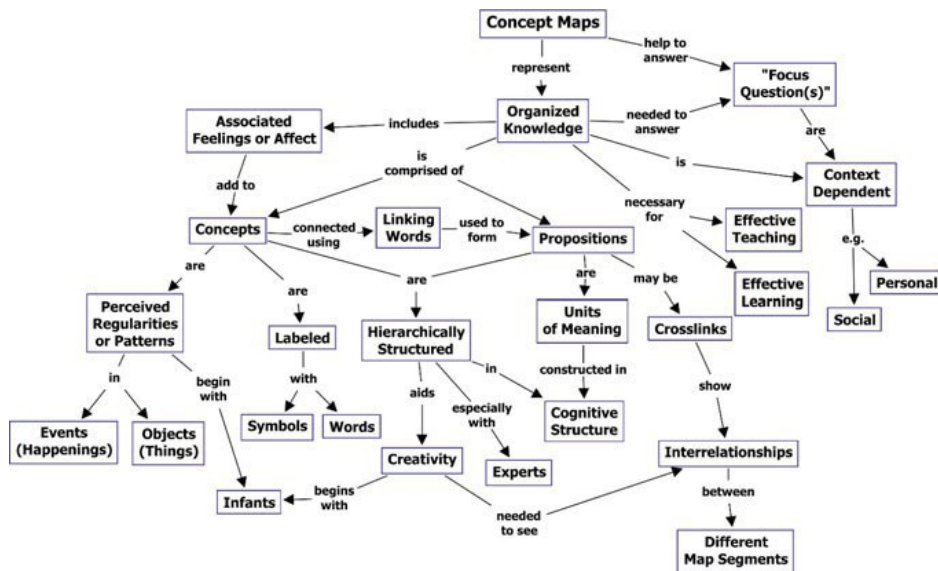 Concept Maps
help to
answer
represent
"Focus
Question(s)"
Organized
Knowledge
needed to
answer
Associated
Feelings or Affect
includes
are
is
comprised of
is
Context
Dependent
add to
necessary
for
Concepts
connected
using
Linking
Words
used to
form
Propositions
Effective
Teaching
e.g.
are
are
are
are
may be
Effective
Learning
Personal
Social
Perceived
Regularities
or Patterns
Labeled
Hierarchically
Structured
Units
of Meaning
Crosslinks
in
begin
with
with
aids
in
constructed in
show
especially
with
Events
(Happenings)
Objects
(Things)
Symbols
Words
Cognitive
Structure
Creativity
Experts
Interrelationships
Infants
begins
with
needed
to see
between
Different
Map Segments